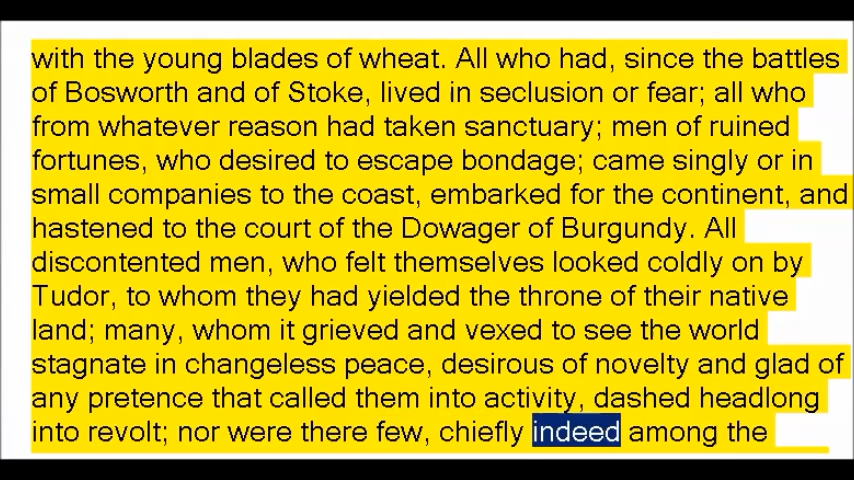 with the young blades of wheat. All who had, since the battles
of Bosworth and of Stoke, lived in seclusion or fear; all who
from whatever reason had taken sanctuary; men of ruined
fortunes, who desired to escape bondage; came singly or in
small companies to the coast, embarked for the continent, and
hastened to the court of the Dowager of Burgundy. All
discontented men, who felt themselves looked coldly on by
Tudor, to whom they had yielded the throne of their native
land; many, whom it grieved and vexed to see the world
stagnate in changeless peace, desirous of novelty and glad of
any pretence that called them into activity, dashed headlong
into revolt; nor were there few, chiefly indeed among the